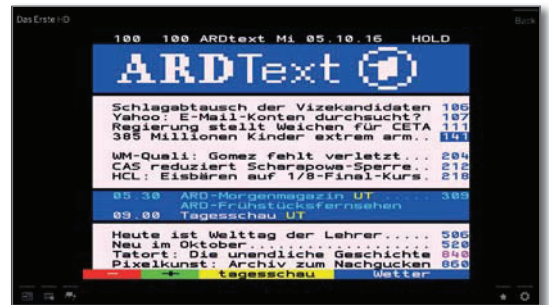 Das Erste HD
Back
100 100 ARDtext Mi 05.10.16 HOLD
ARDText 1
Schlagabtausch der Vizekandidaten 106
Yahoo: E-Mail-Konten durchsucht? 107
Regierung stellt Weichen für CETA 111
385 Millionen Kinder extrem arm.. 141
WM-Quali: Gomez fehlt verletzt... 204
CAS reduziert Scharapowa-Sperre.. 212
HCL: Eisbären auf 1/8-Final-Kurs. 218
05.30 ARD-Morgenmagazin UT ..... 309
ARD-Frühstücksfernsehen
09.00 Tagesschau UT
Heute ist Welttag der Lehrer..... 506
Neu im Oktober................... 520
Tatort: Die unendliche Geschichte 840
Pixelkunst: Archiv zum Nachgucken 860
- + tagesschau Wetter